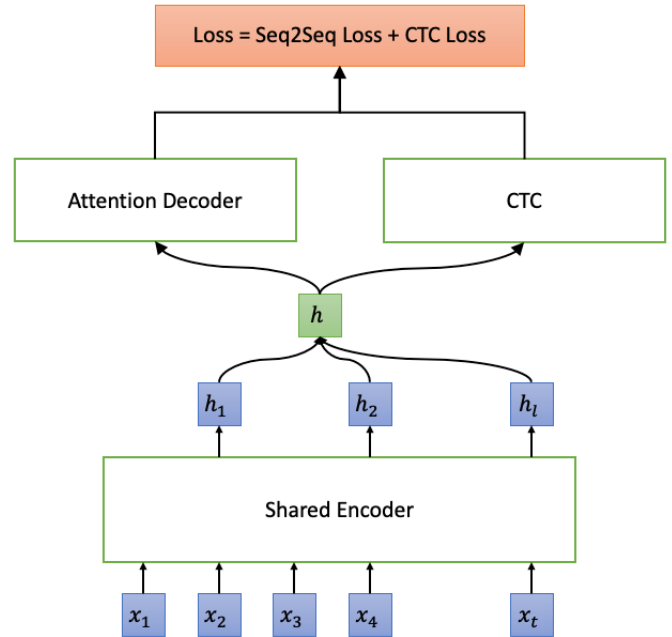 Loss = Seq2Seq Loss + CTC Loss
Attention Decoder
CTC
h
h₁
h₂
hₗ
Shared Encoder
x₁
x₂
x₃
x₄
xₜ